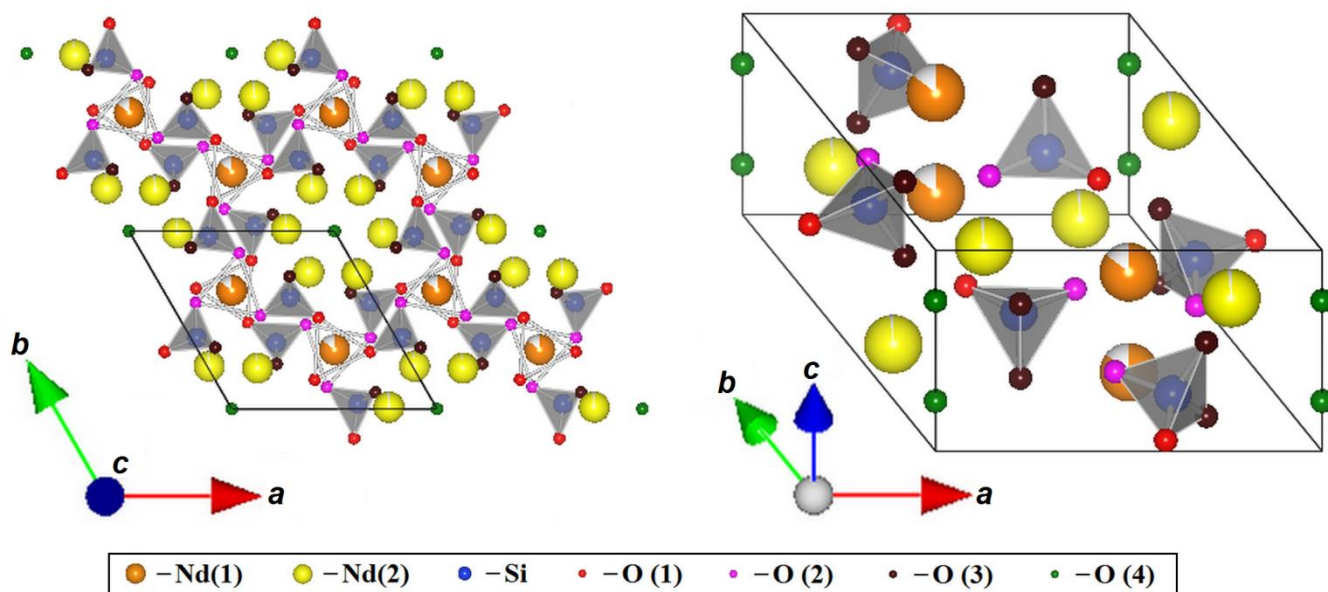 b
c
a
b
c
a
–Nd(1) –Nd(2) –Si –O (1) –O (2) –O (3) –O (4)